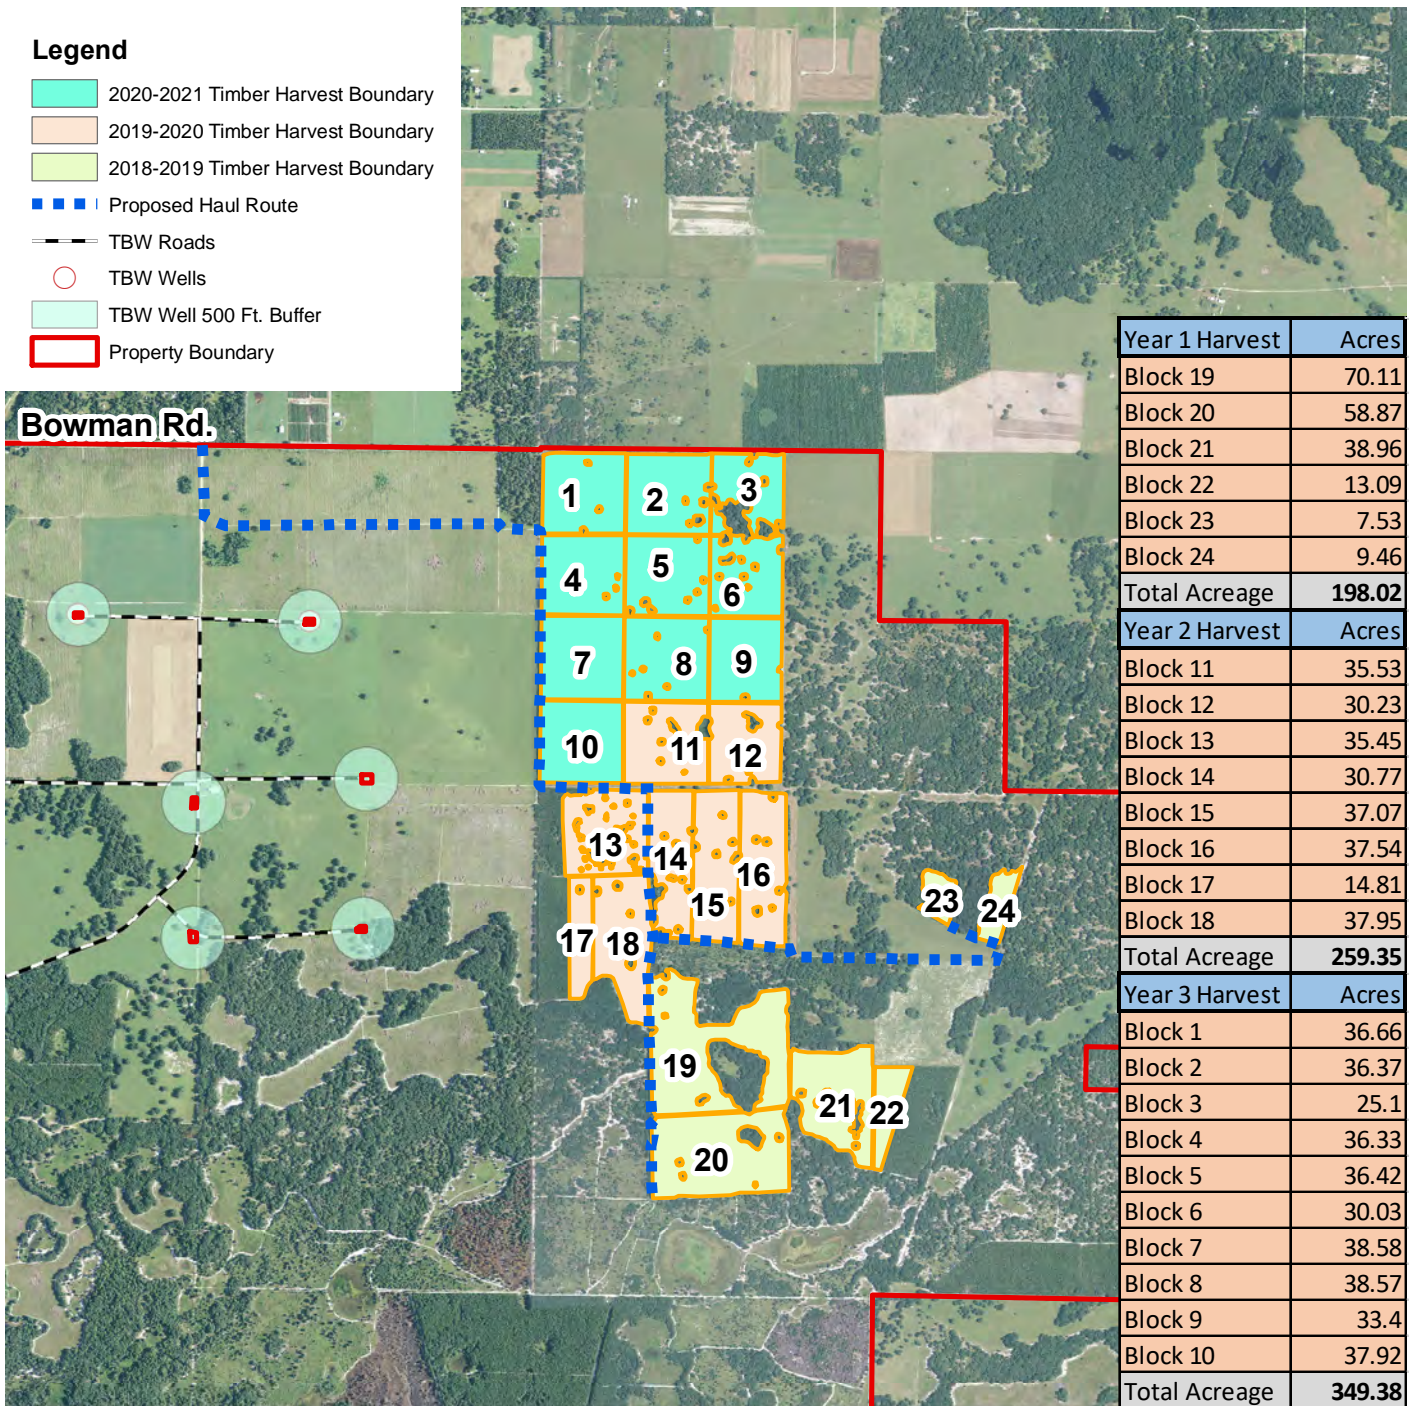 Legend
2020-2021 Timber Harvest Boundary
2019-2020 Timber Harvest Boundary
2018-2019 Timber Harvest Boundary
Proposed Haul Route
TBW Roads
TBW Wells
TBW Well 500 Ft. Buffer
Property Boundary
Bowman Rd.
1
2
3
4
5
6
7
8
9
10
11
12
13
14
15
16
17
18
19
20
21
22
23
24
Year 1 Harvest Acres
Block 19 70.11
Block 20 58.87
Block 21 38.96
Block 22 13.09
Block 23 7.53
Block 24 9.46
Total Acreage 198.02
Year 2 Harvest Acres
Block 11 35.53
Block 12 30.23
Block 13 35.45
Block 14 30.77
Block 15 37.07
Block 16 37.54
Block 17 14.81
Block 18 37.95
Total Acreage 259.35
Year 3 Harvest Acres
Block 1 36.66
Block 2 36.37
Block 3 25.1
Block 4 36.33
Block 5 36.42
Block 6 30.03
Block 7 38.58
Block 8 38.57
Block 9 33.4
Block 10 37.92
Total Acreage 349.38